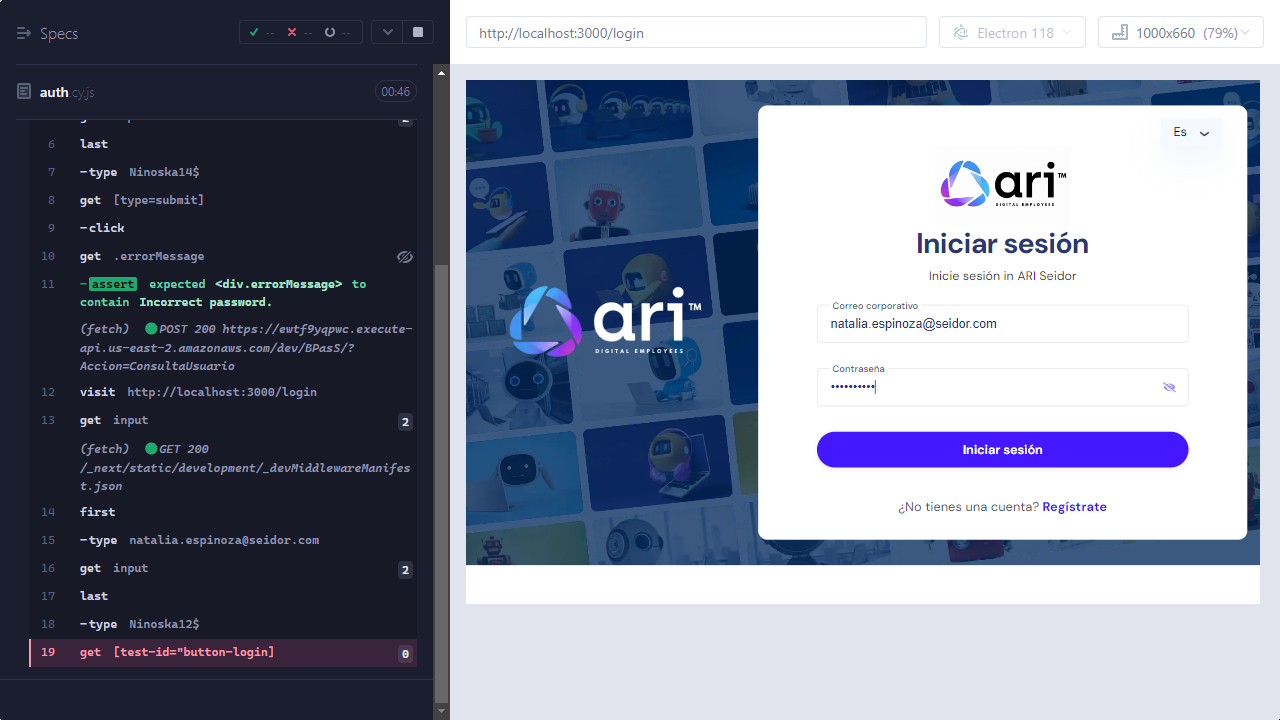 Specs
-- -- --
auth.cy.js
00:46
6 last
7 -type Ninoska14$
8 get [type=submit]
9 -click
10 get .errorMessage
11 -assert expected <div.errorMessage> to
contain Incorrect password.
(fetch) POST 200 https://ewtf9yqpwc.execute-
api.us-east-2.amazonaws.com/dev/BPasS/?
Accion=ConsultaUsuario
12 visit http://localhost:3000/login
13 get input 2
(fetch) GET 200
/_next/static/development/_devMiddlewareManifes
t.json
14 first
15 -type natalia.espinoza@seidor.com
16 get input 2
17 last
18 -type Ninoska12$
19 get [test-id="button-login] 0
http://localhost:3000/login
Electron 118
1000x660 (79%)
ari™
DIGITAL EMPLOYEES
Es
ari™
DIGITAL EMPLOYEES
Iniciar sesión
Inicie sesión in ARI Seidor
Correo corporativo
natalia.espinoza@seidor.com
Contraseña
••••••••••
Iniciar sesión
¿No tienes una cuenta? Regístrate